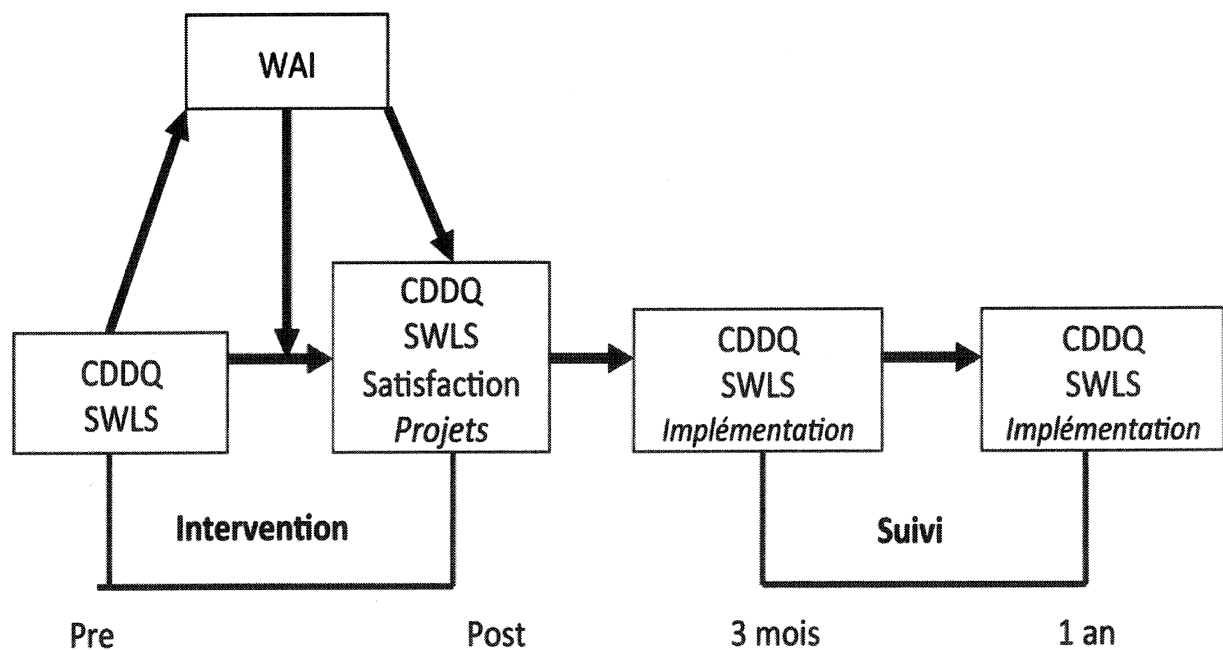 WAI
CDDQ
SWLS
CDDQ
SWLS
Satisfaction
Projets
CDDQ
SWLS
Implémentation
CDDQ
SWLS
Implémentation
Intervention
Suivi
Pre
Post
3 mois
1 an